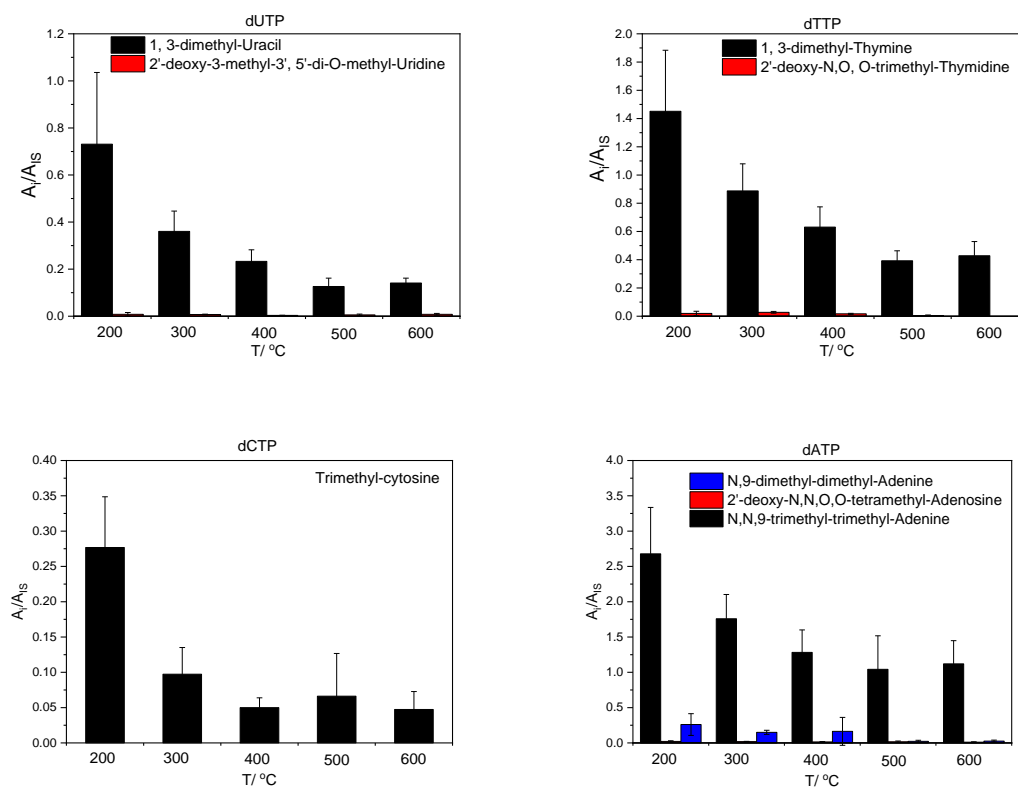 dUTP
1.2
1.0
0.8
0.6
0.4
0.2
0.0
Ai/AIS
1, 3-dimethyl-Uracil
2'-deoxy-3-methyl-3', 5'-di-O-methyl-Uridine
200 300 400 500 600
T/ °C
dTTP
2.0
1.8
1.6
1.4
1.2
1.0
0.8
0.6
0.4
0.2
0.0
Ai/AIS
1, 3-dimethyl-Thymine
2'-deoxy-N,O, O-trimethyl-Thymidine
200 300 400 500 600
T/ °C
dCTP
0.40
0.35
0.30
0.25
0.20
0.15
0.10
0.05
0.00
Ai/AIS
Trimethyl-cytosine
200 300 400 500 600
T/ °C
dATP
4.0
3.5
3.0
2.5
2.0
1.5
1.0
0.5
0.0
Ai/AIS
N,9-dimethyl-dimethyl-Adenine
2'-deoxy-N,N,O,O-tetramethyl-Adenosine
N,N,9-trimethyl-trimethyl-Adenine
200 300 400 500 600
T/ °C